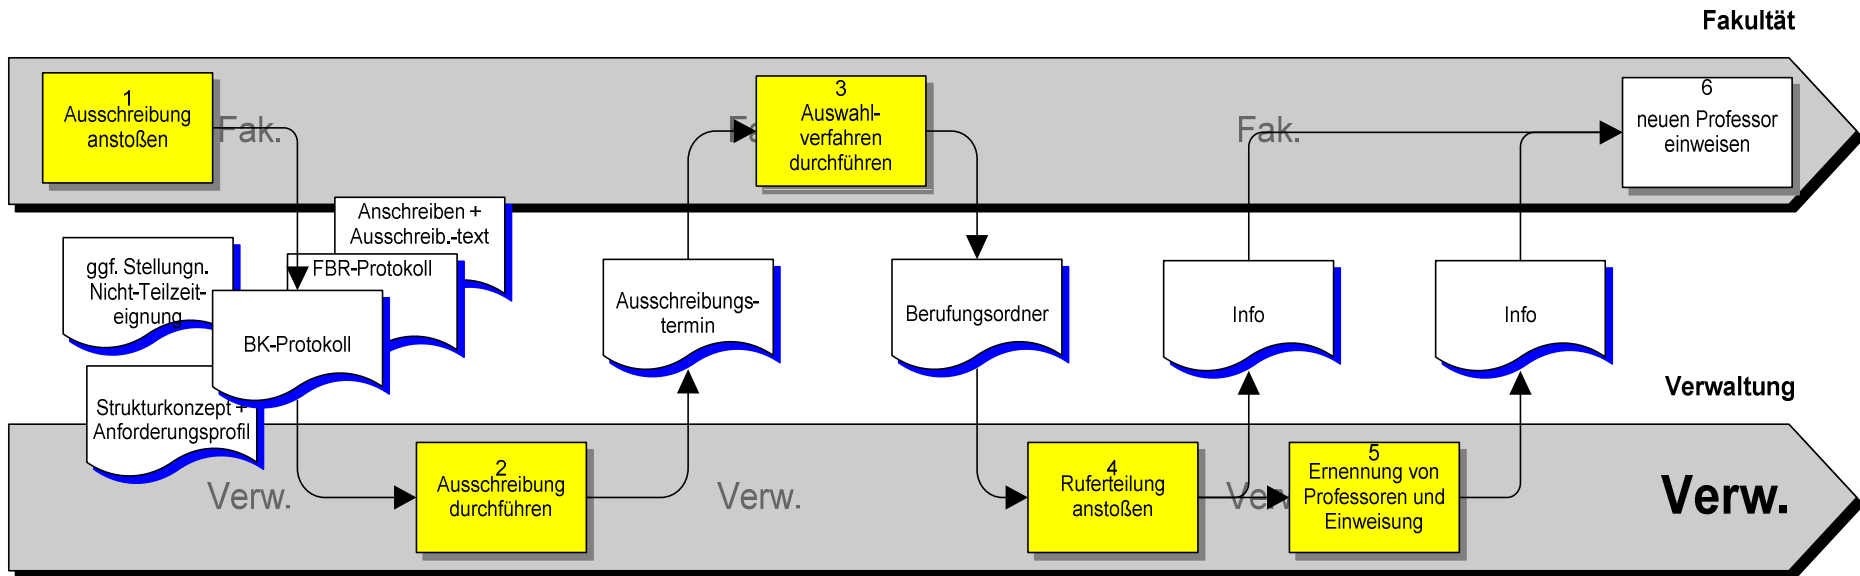 Fakultät
1
Ausschreibung
anstoßen
Fak.
3
Auswahl-
verfahren
durchführen
Fak.
6
neuen Professor
einweisen
Anschreiben +
Ausschreib.-text
FBR-Protokoll
ggf. Stellungn.
Nicht-Teilzeit-
eignung
BK-Protokoll
Strukturkonzept +
Anforderungsprofil
Ausschreibungs-
termin
Berufungsordner
Info
Info
Verwaltung
Verw.
2
Ausschreibung
durchführen
Verw.
4
Ruferteilung
anstoßen
5
Ernennung von
Professoren und
Einweisung
Verw.